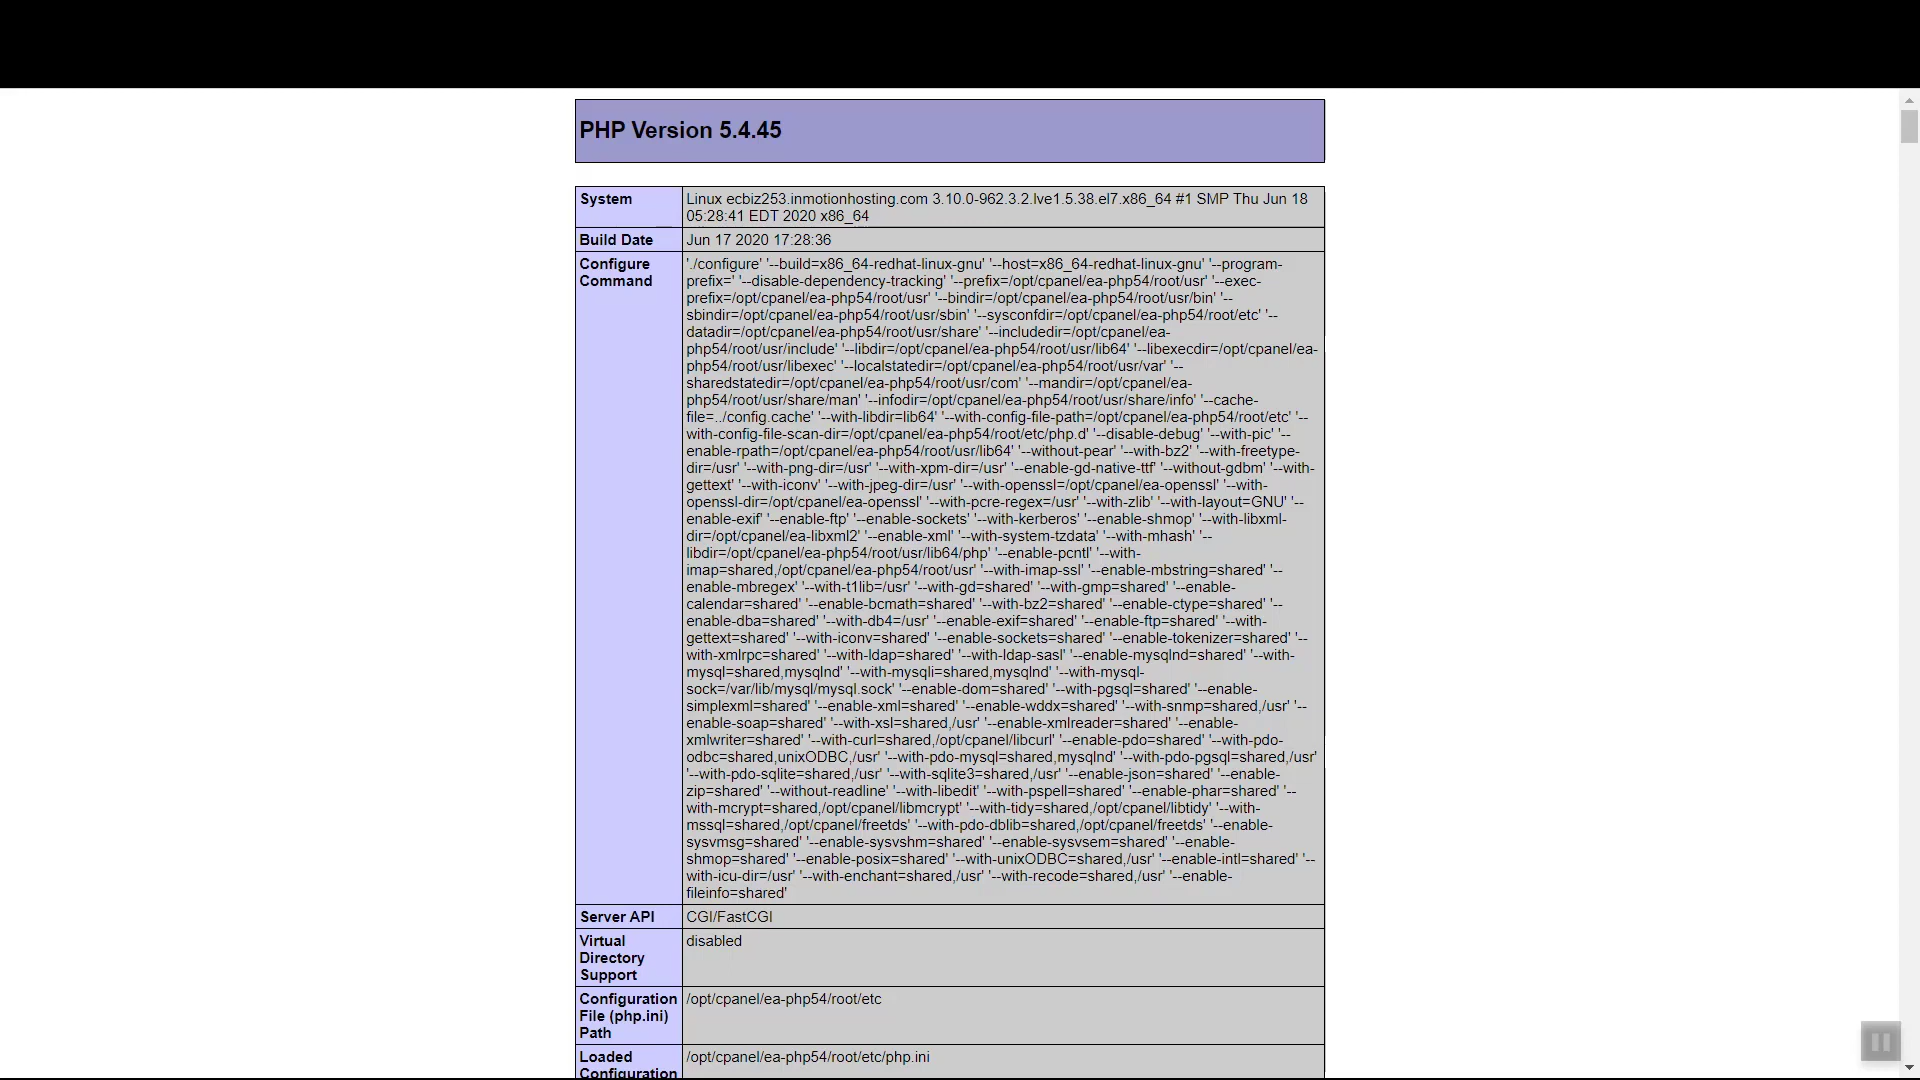 PHP Version 5.4.45
System
Linux ecbiz253.inmotionhosting.com 3.10.0-962.3.2.lve1.5.38.el7.x86_64 #1 SMP Thu Jun 18
05:28:41 EDT 2020 x86_64
Build Date
Jun 17 2020 17:28:36
Configure
Command
'./configure' '--build=x86_64-redhat-linux-gnu' '--host=x86_64-redhat-linux-gnu' '--program-
prefix=' '--disable-dependency-tracking' '--prefix=/opt/cpanel/ea-php54/root/usr' '--exec-
prefix=/opt/cpanel/ea-php54/root/usr' '--bindir=/opt/cpanel/ea-php54/root/usr/bin' '--
sbindir=/opt/cpanel/ea-php54/root/usr/sbin' '--sysconfdir=/opt/cpanel/ea-php54/root/etc' '--
datadir=/opt/cpanel/ea-php54/root/usr/share' '--includedir=/opt/cpanel/ea-
php54/root/usr/include' '--libdir=/opt/cpanel/ea-php54/root/usr/lib64' '--libexecdir=/opt/cpanel/ea-
php54/root/usr/libexec' '--localstatedir=/opt/cpanel/ea-php54/root/usr/var' '--
sharedstatedir=/opt/cpanel/ea-php54/root/usr/com' '--mandir=/opt/cpanel/ea-
php54/root/usr/share/man' '--infodir=/opt/cpanel/ea-php54/root/usr/share/info' '--cache-
file=../config.cache' '--with-libdir=lib64' '--with-config-file-path=/opt/cpanel/ea-php54/root/etc' '--
with-config-file-scan-dir=/opt/cpanel/ea-php54/root/etc/php.d' '--disable-debug' '--with-pic' '--
enable-rpath=/opt/cpanel/ea-php54/root/usr/lib64' '--without-pear' '--with-bz2' '--with-freetype-
dir=/usr' '--with-png-dir=/usr' '--with-xpm-dir=/usr' '--enable-gd-native-ttf' '--without-gdbm' '--with-
gettext' '--with-iconv' '--with-jpeg-dir=/usr' '--with-openssl=/opt/cpanel/ea-openssl' '--with-
openssl-dir=/opt/cpanel/ea-openssl' '--with-pcre-regex=/usr' '--with-zlib' '--with-layout=GNU' '--
enable-exif' '--enable-ftp' '--enable-sockets' '--with-kerberos' '--enable-shmop' '--with-libxml-
dir=/opt/cpanel/ea-libxml2' '--enable-xml' '--with-system-tzdata' '--with-mhash' '--
libdir=/opt/cpanel/ea-php54/root/usr/lib64/php' '--enable-pcntl' '--with-
imap=shared,/opt/cpanel/ea-php54/root/usr' '--with-imap-ssl' '--enable-mbstring=shared' '--
enable-mbregex' '--with-t1lib=/usr' '--with-gd=shared' '--with-gmp=shared' '--enable-
calendar=shared' '--enable-bcmath=shared' '--with-bz2=shared' '--enable-ctype=shared' '--
enable-dba=shared' '--with-db4=/usr' '--enable-exif=shared' '--enable-ftp=shared' '--with-
gettext=shared' '--with-iconv=shared' '--enable-sockets=shared' '--enable-tokenizer=shared' '--
with-xmlrpc=shared' '--with-ldap=shared' '--with-ldap-sasl' '--enable-mysqlnd=shared' '--with-
mysql=shared,mysqlnd' '--with-mysqli=shared,mysqlnd' '--with-mysql-
sock=/var/lib/mysql/mysql.sock' '--enable-dom=shared' '--with-pgsql=shared' '--enable-
simplexml=shared' '--enable-xml=shared' '--enable-wddx=shared' '--with-snmp=shared,/usr' '--
enable-soap=shared' '--with-xsl=shared,/usr' '--enable-xmlreader=shared' '--enable-
xmlwriter=shared' '--with-curl=shared,/opt/cpanel/libcurl' '--enable-pdo=shared' '--with-pdo-
odbc=shared,unixODBC,/usr' '--with-pdo-mysql=shared,mysqlnd' '--with-pdo-pgsql=shared,/usr'
'--with-pdo-sqlite=shared,/usr' '--with-sqlite3=shared,/usr' '--enable-json=shared' '--enable-
zip=shared' '--without-readline' '--with-libedit' '--with-pspell=shared' '--enable-phar=shared' '--
with-mcrypt=shared,/opt/cpanel/libmcrypt' '--with-tidy=shared,/opt/cpanel/libtidy' '--with-
mssql=shared,/opt/cpanel/freetds' '--with-pdo-dblib=shared,/opt/cpanel/freetds' '--enable-
sysvmsg=shared' '--enable-sysvshm=shared' '--enable-sysvsem=shared' '--enable-
shmop=shared' '--enable-posix=shared' '--with-unixODBC=shared,/usr' '--enable-intl=shared' '--
with-icu-dir=/usr' '--with-enchant=shared,/usr' '--with-recode=shared,/usr' '--enable-
fileinfo=shared'
Server API
CGI/FastCGI
Virtual
Directory
Support
disabled
Configuration
File (php.ini)
Path
/opt/cpanel/ea-php54/root/etc
Loaded
Configuration
/opt/cpanel/ea-php54/root/etc/php.ini